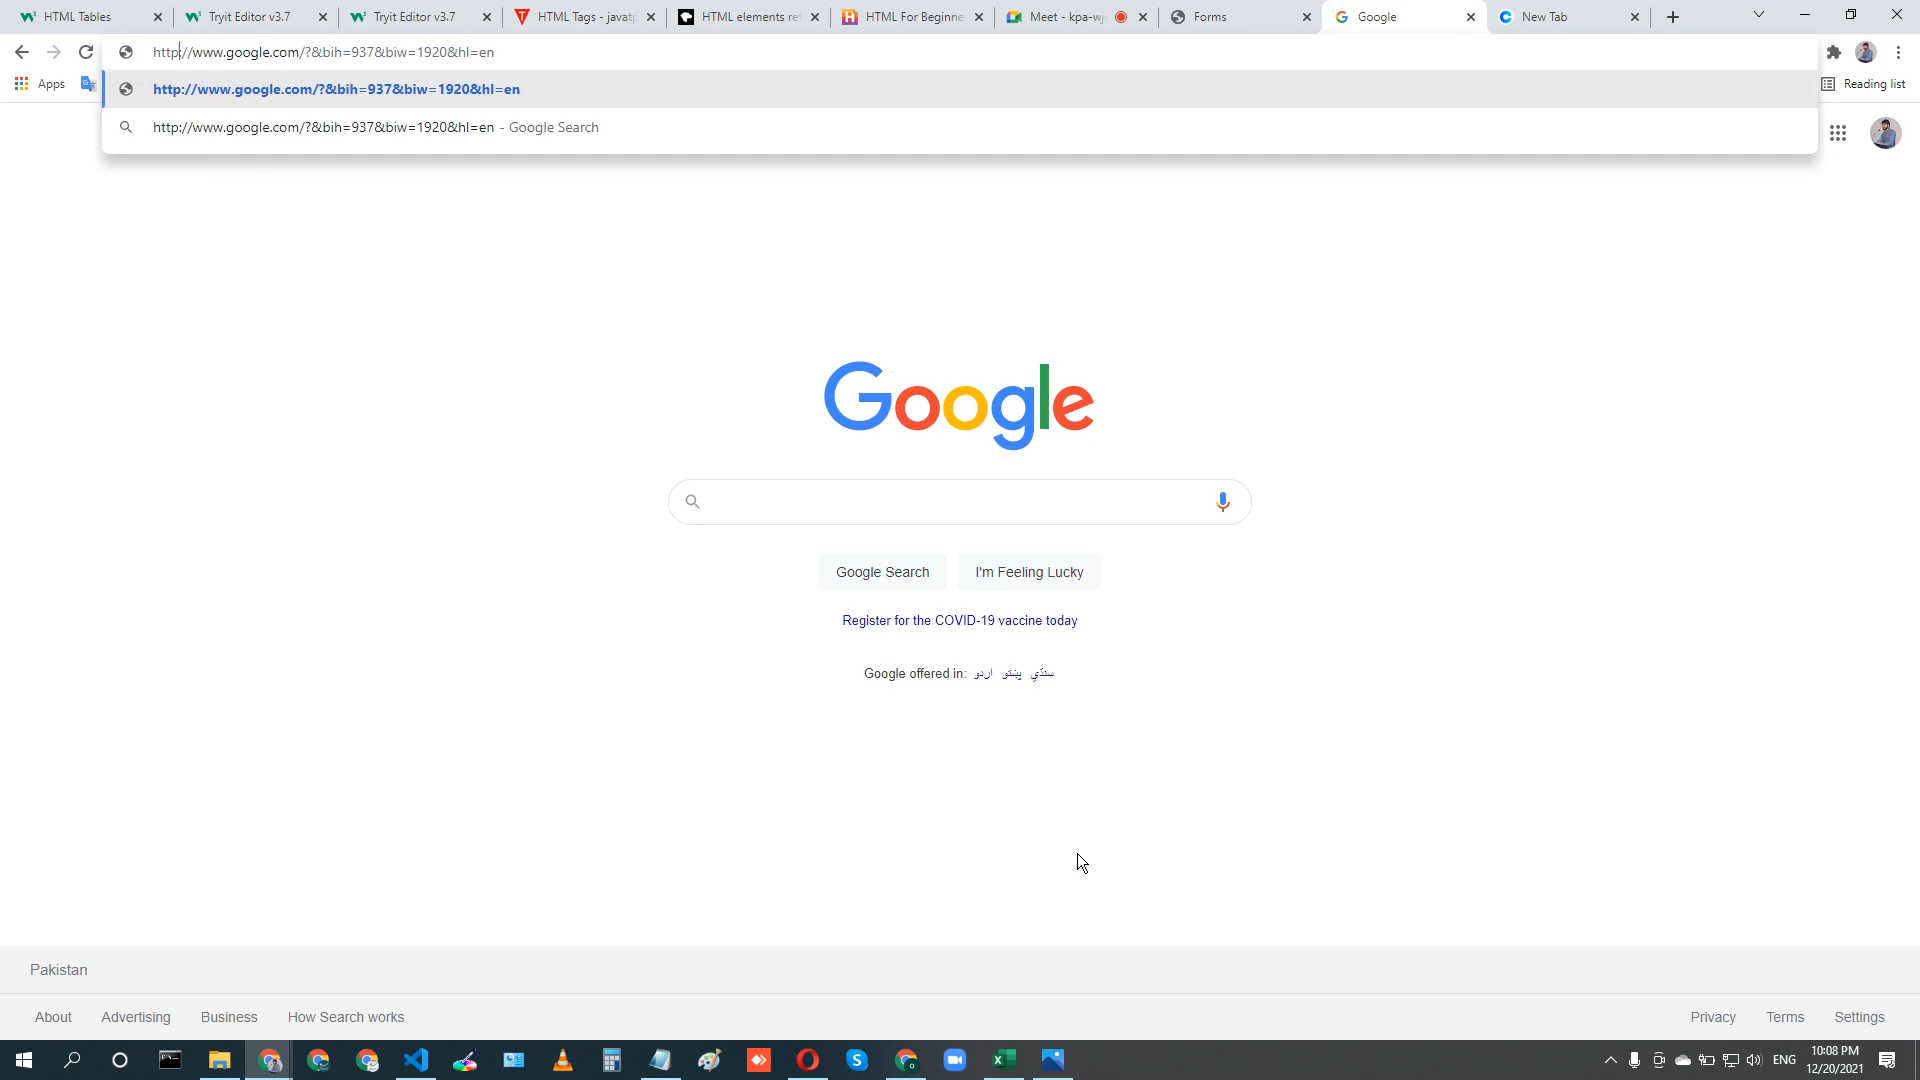 HTML Tables
Tryit Editor v3.7
Tryit Editor v3.7
HTML Tags - javatp
HTML elements ref
HTML For Beginne
Meet - kpa-wj
Forms
Google
New Tab
http://www.google.com/?&bih=937&biw=1920&hl=en
Apps
http://www.google.com/?&bih=937&biw=1920&hl=en
Reading list
http://www.google.com/?&bih=937&biw=1920&hl=en - Google Search
Google
Google Search
I'm Feeling Lucky
Register for the COVID-19 vaccine today
Google offered in: اردو پښتو سنڌي
Pakistan
About
Advertising
Business
How Search works
Privacy
Terms
Settings
ENG
10:08 PM
12/20/2021